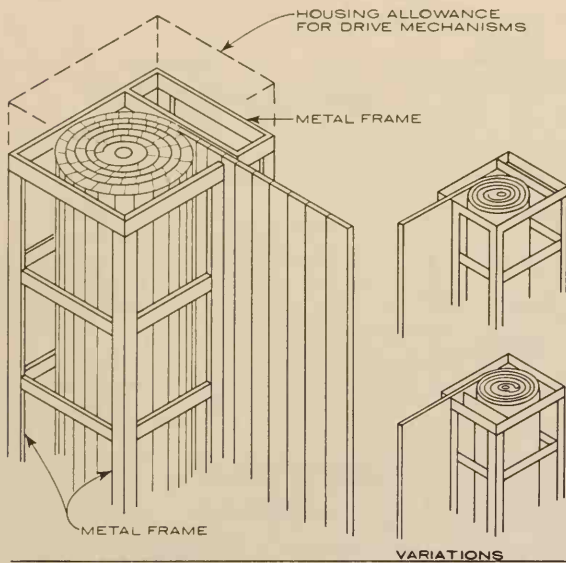 HOUSING ALLOWANCE
FOR DRIVE MECHANISMS
METAL FRAME
METAL FRAME
VARIATIONS